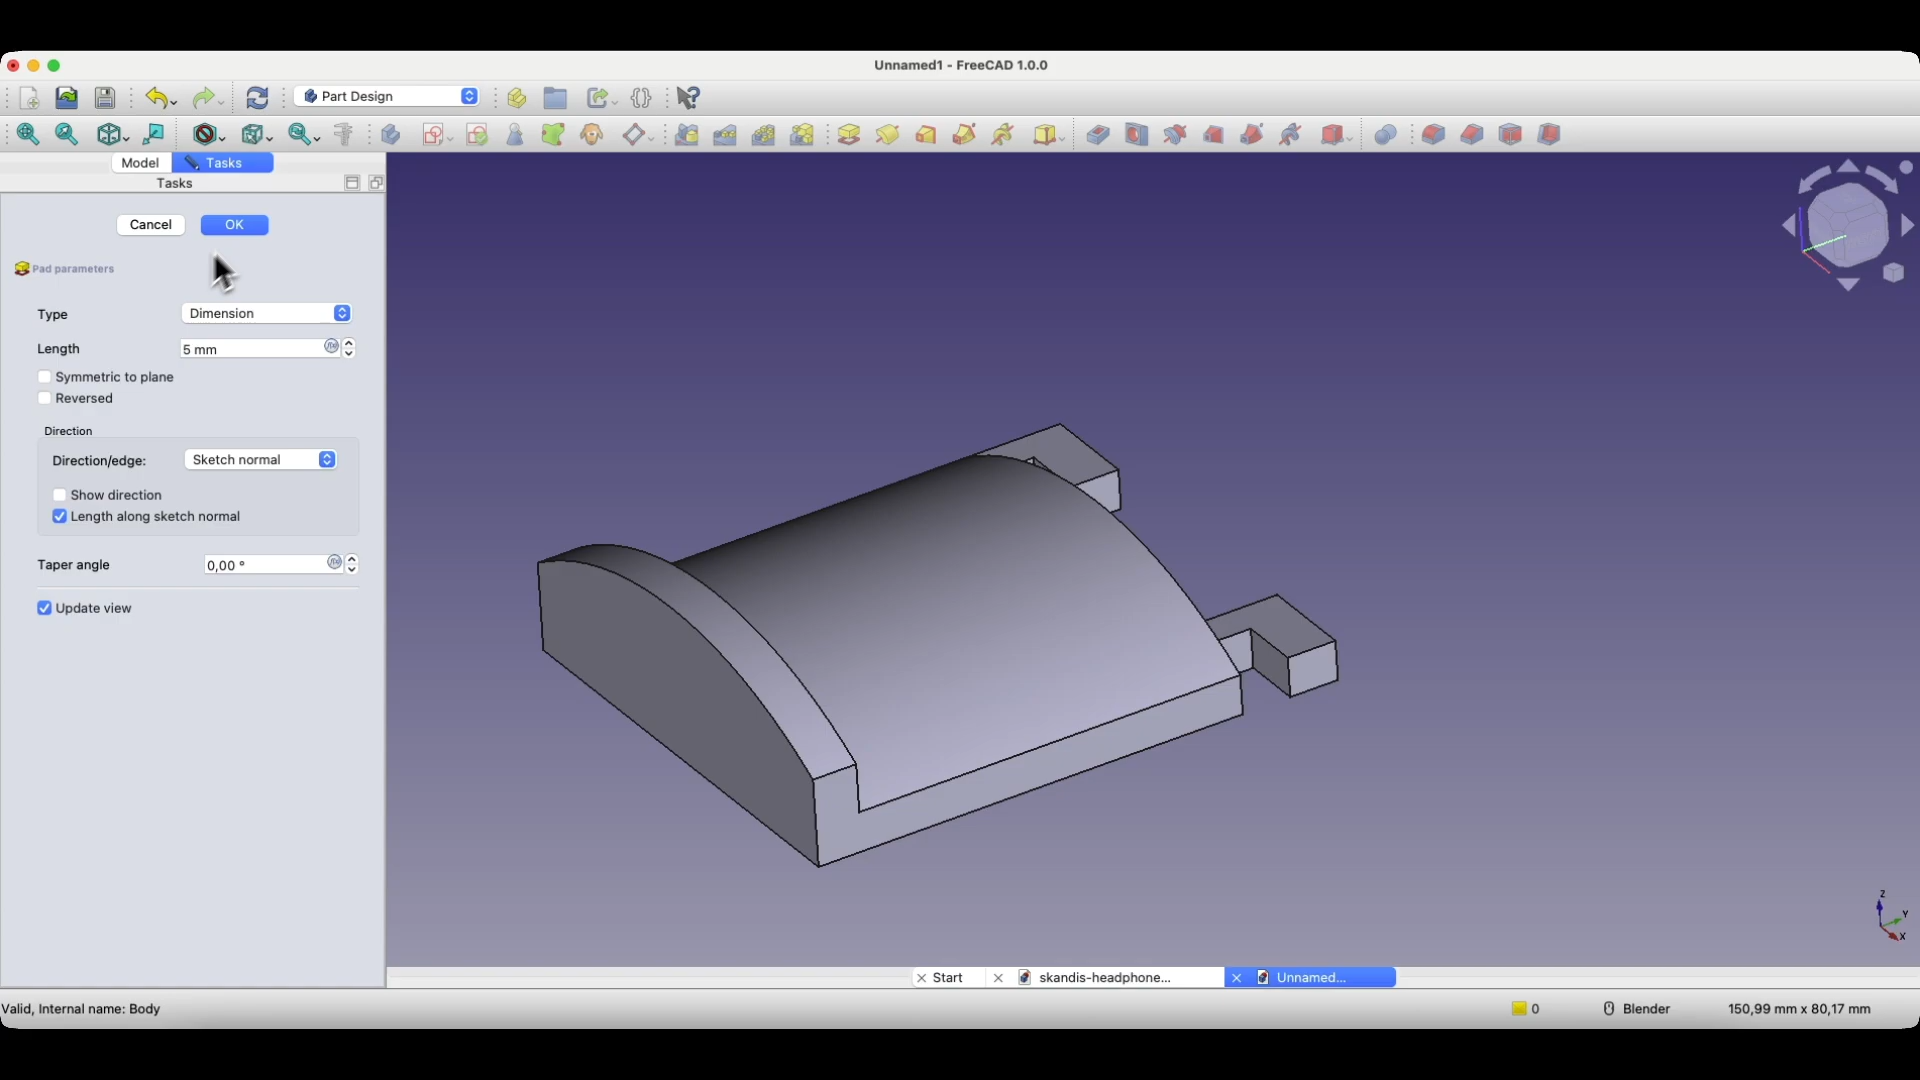 Unnamed1 - FreeCAD 1.0.0
Part Design
Model
Tasks
Tasks
Cancel
OK
Pad parameters
Type
Dimension
Length
5 mm
Symmetric to plane
Reversed
Direction
Direction/edge:
Sketch normal
Show direction
Length along sketch normal
Taper angle
0,00 °
Update view
Z
Y
X
Start
skandis-headphone...
Unnamed...
Valid, Internal name: Body
0
Blender
150,99 mm x 80,17 mm